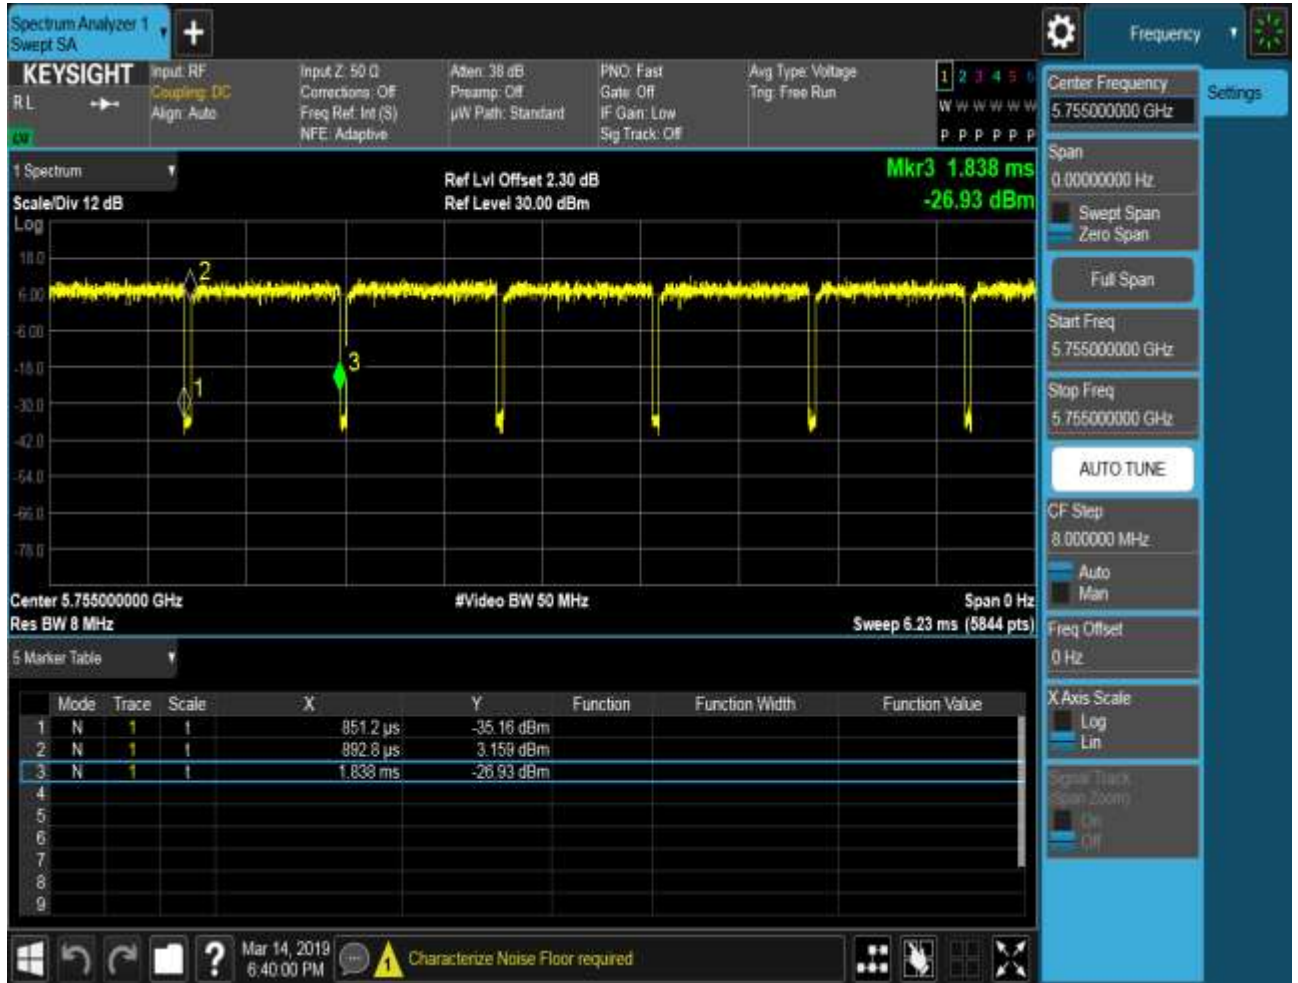 Spectrum Analyzer 1
Swept SA
+
Frequency
KEYSIGHT
RL
Input: RF
Coupling: DC
Align: Auto
Input Z: 50 Ω
Corrections: Off
Freq Ref: Int (S)
NFE: Adaptive
Atten: 38 dB
Preamp: Off
µW Path: Standard
PNO: Fast
Gate: Off
IF Gain: Low
Sig Track: Off
Avg Type: Voltage
Trig: Free Run
1 2 3 4 5 6
W W W W W W
P P P P P P
1 Spectrum
Scale/Div 12 dB
Ref Lvl Offset 2.30 dB
Ref Level 30.00 dBm
Mkr3 1.838 ms
-26.93 dBm
Log
18.0
6.00
-6.00
-18.0
-30.0
-42.0
-54.0
-66.0
-78.0
2
1
3
Center 5.755000000 GHz
Res BW 8 MHz
#Video BW 50 MHz
Span 0 Hz
Sweep 6.23 ms (5844 pts)
5 Marker Table
Mode Trace Scale X Y Function Function Width Function Value
1 N 1 t 851.2 µs -35.16 dBm
2 N 1 t 892.8 µs 3.159 dBm
3 N 1 t 1.838 ms -26.93 dBm
4
5
6
7
8
9
Mar 14, 2019
6:40:00 PM
?
1
Characterize Noise Floor required
Center Frequency
5.755000000 GHz
Settings
Span
0.00000000 Hz
Swept Span
Zero Span
Full Span
Start Freq
5.755000000 GHz
Stop Freq
5.755000000 GHz
AUTO TUNE
CF Step
8.000000 MHz
Auto
Man
Freq Offset
0 Hz
X Axis Scale
Log
Lin
Signal Track
(Span Zoom)
On
Off